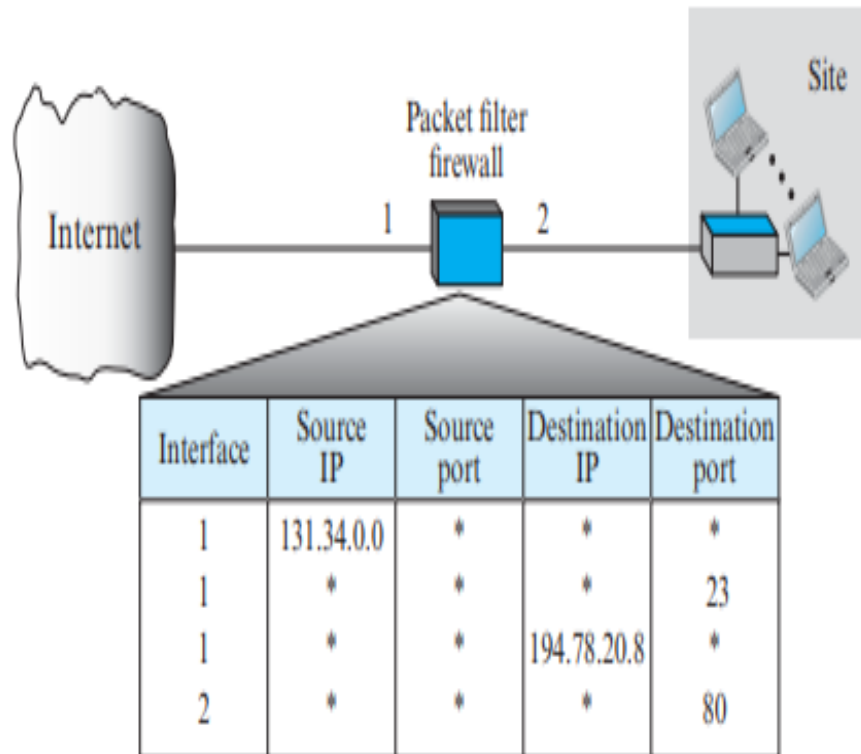 Site
Packet filter
firewall
Internet
1
2
Interface Source IP Source port Destination IP Destination port
1 131.34.0.0 * * *
1 * * * 23
1 * * 194.78.20.8 *
2 * * * 80